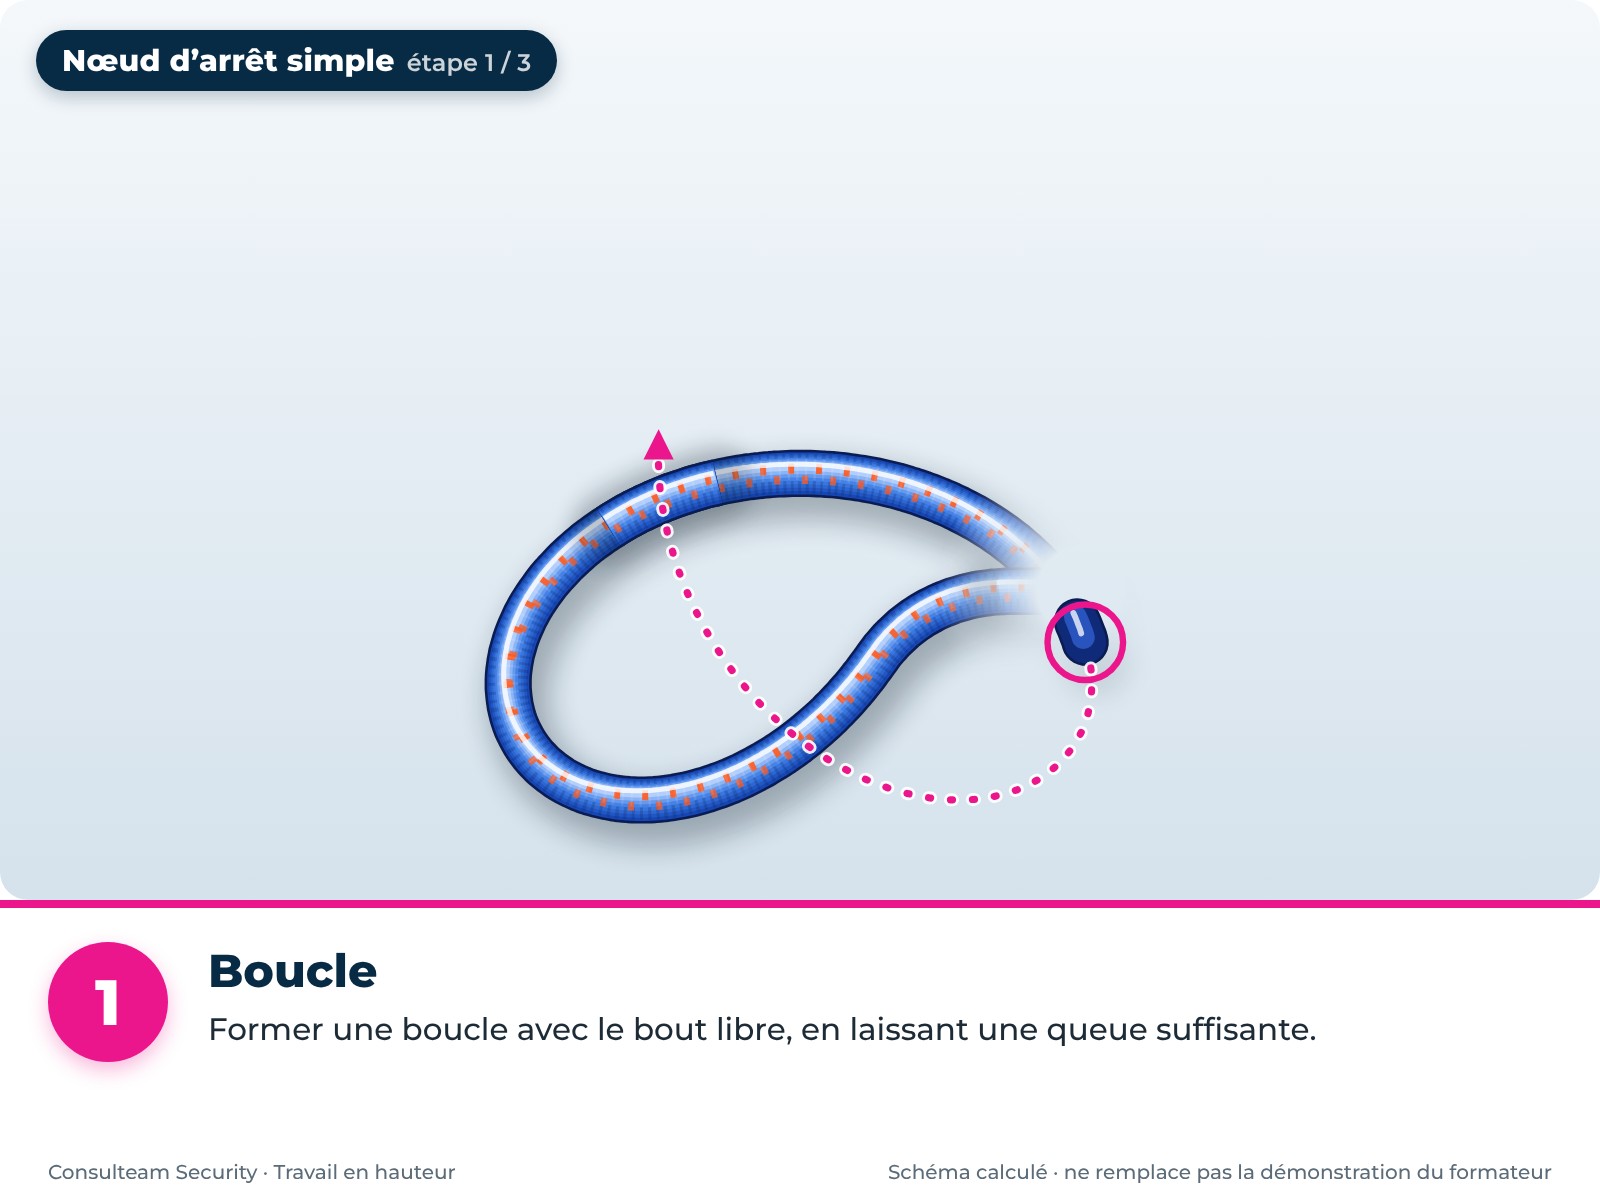 Nœud d’arrêt simple étape 1 / 3
1
Boucle
Former une boucle avec le bout libre, en laissant une queue suffisante.
Consulteam Security · Travail en hauteur
Schéma calculé · ne remplace pas la démonstration du formateur